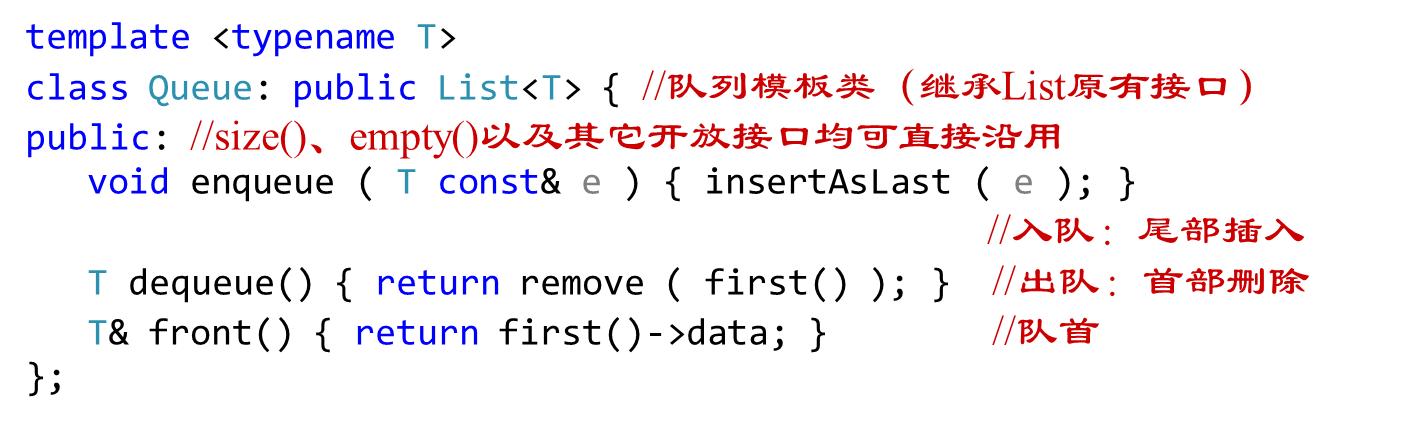 template <typename T>
class Queue: public List<T> { //队列模板类（继承List原有接口）
public: //size()、empty()以及其它开放接口均可直接沿用
   void enqueue ( T const& e ) { insertAsLast ( e ); }
//入队：尾部插入
   T dequeue() { return remove ( first() ); } //出队：首部删除
   T& front() { return first()->data; } //队首
};